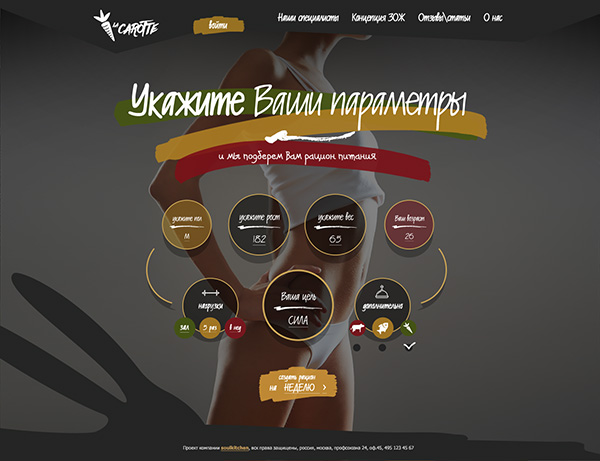 La CAROTTE
войти
Наши специалисты Концепция ЗОЖ Отзывы\статьи О нас
Укажите Ваши параметры
и мы подберем Вам рацион питания
укажите пол
М
укажите рост
182
укажите вес
65
Ваш возраст
26
нагрузки
зал 5 раз 1 нед
Ваша цель
СИЛА
дополнительно
создать рацион
на НЕДЕЛЮ >
Проект компании soulkitchen, все права защищены, россия, москва, профсоюзная 24, оф.45, 495 123 45 67